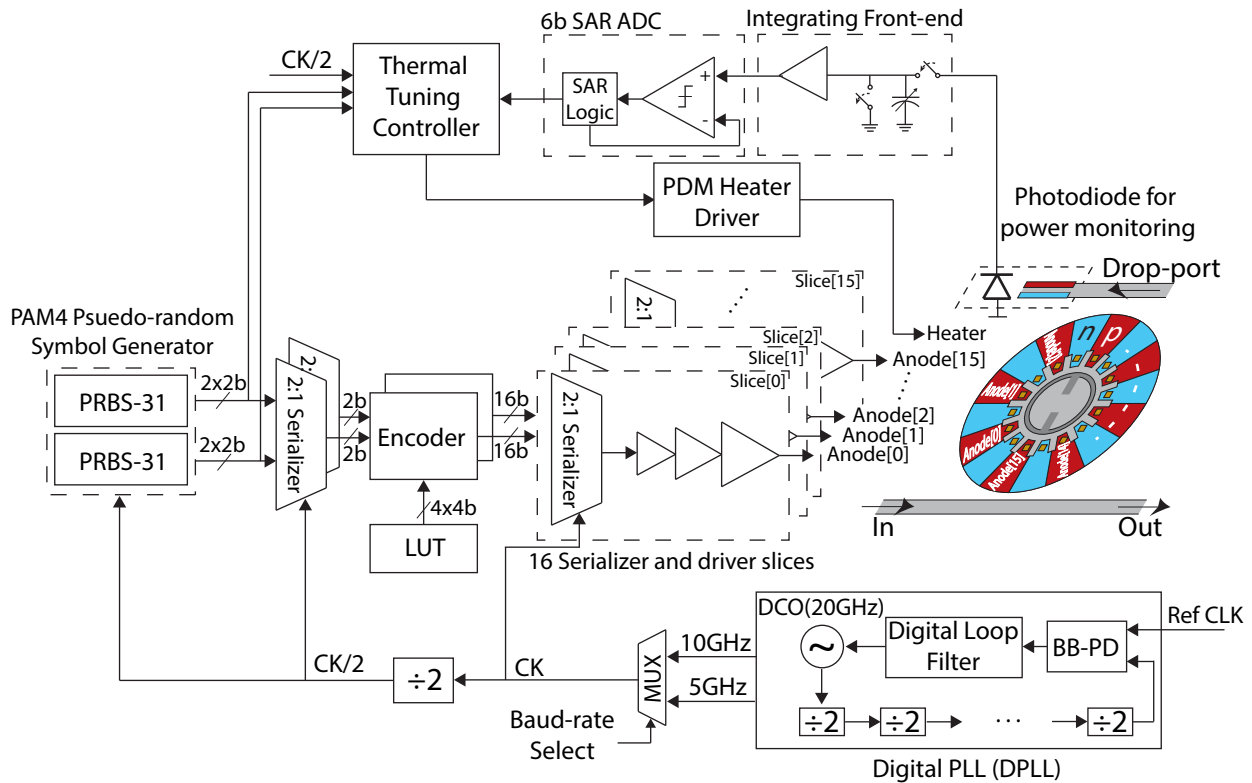 6b SAR ADC
Integrating Front-end
CK/2
Thermal
Tuning
Controller
SAR
Logic
+
-
PDM Heater
Driver
Photodiode for
power monitoring
Drop-port
PAM4 Psuedo-random
Symbol Generator
PRBS-31
PRBS-31
2x2b
2x2b
2:1 Serializer
2:
2b
2b
Encoder
16b
16b
4x4b
LUT
Slice[15]
2:1
Slice[2]
Slice[1]
Slice[0]
2:1 Serializer
16 Serializer and driver slices
Heater
Anode[15]
Anode[2]
Anode[1]
Anode[0]
n
p
Anode[1]
Anode[0]
Anode[15]
In
Out
CK/2
÷2
CK
MUX
10GHz
5GHz
Baud-rate
Select
DCO(20GHz)
~
Digital Loop
Filter
BB-PD
Ref CLK
÷2
÷2
...
÷2
Digital PLL (DPLL)